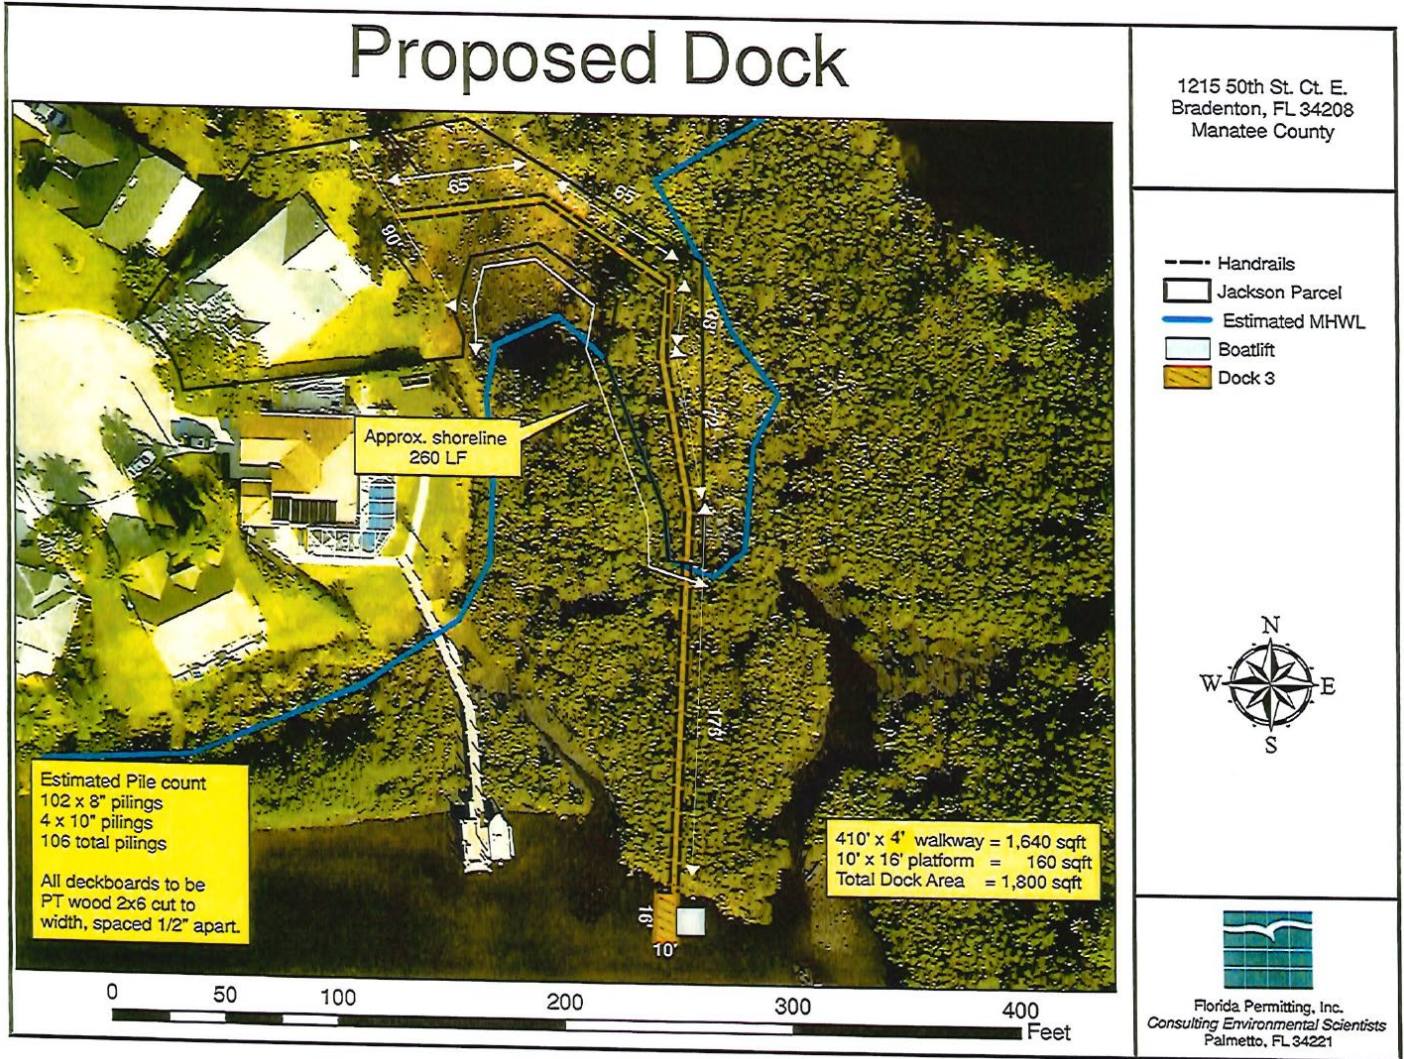 Proposed Dock
1215 50th St. Ct. E.
Bradenton, FL 34208
Manatee County
Handrails
Jackson Parcel
Estimated MHWL
Boatlift
Dock 3
65'
65'
90'
72'
176'
Approx. shoreline
260 LF
N
W E
S
Estimated Pile count
102 x 8" pilings
4 x 10" pilings
106 total pilings
All deckboards to be
PT wood 2x6 cut to
width, spaced 1/2" apart.
410' x 4' walkway = 1,640 sqft
10' x 16' platform = 160 sqft
Total Dock Area = 1,800 sqft
16'
10'
0 50 100 200 300 400
Feet
Florida Permitting, Inc.
Consulting Environmental Scientists
Palmetto, FL 34221